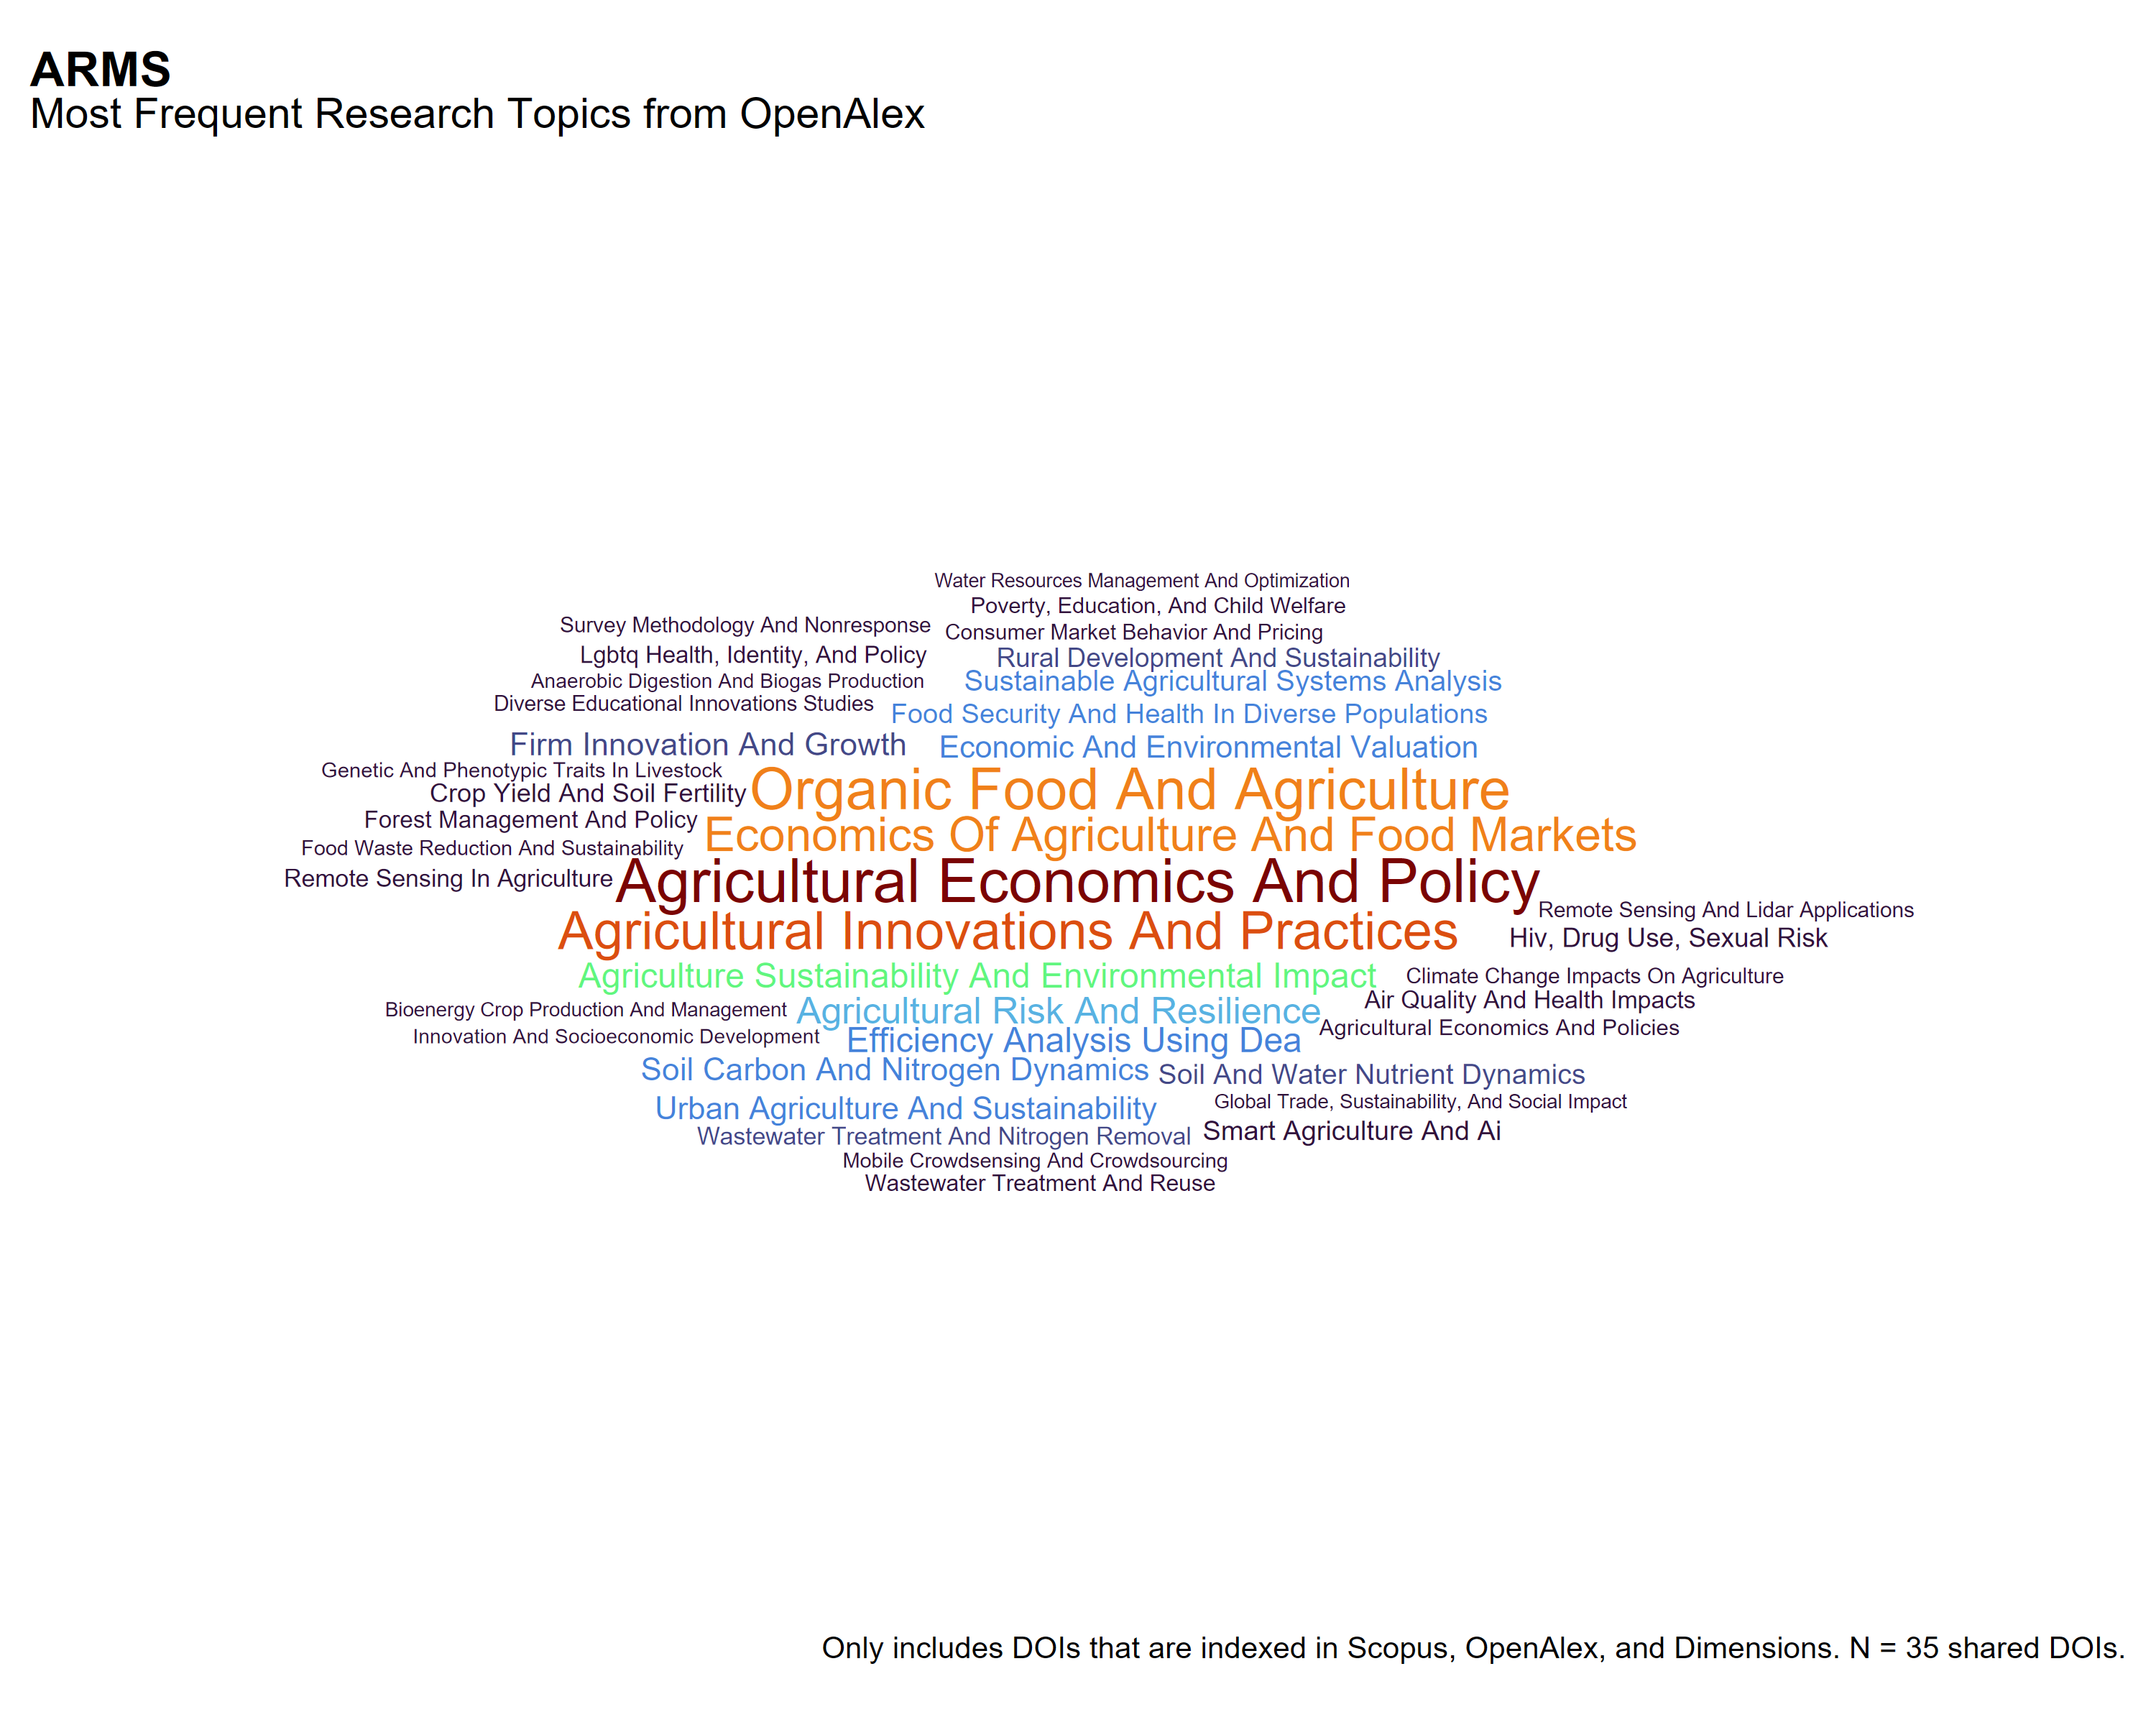 ARMS
Most Frequent Research Topics from OpenAlex
Water Resources Management And Optimization
Poverty, Education, And Child Welfare
Survey Methodology And Nonresponse
Consumer Market Behavior And Pricing
Lgbtq Health, Identity, And Policy
Rural Development And Sustainability
Anaerobic Digestion And Biogas Production
Sustainable Agricultural Systems Analysis
Diverse Educational Innovations Studies
Food Security And Health In Diverse Populations
Firm Innovation And Growth
Economic And Environmental Valuation
Genetic And Phenotypic Traits In Livestock
Organic Food And Agriculture
Crop Yield And Soil Fertility
Forest Management And Policy
Economics Of Agriculture And Food Markets
Food Waste Reduction And Sustainability
Remote Sensing In Agriculture
Agricultural Economics And Policy
Remote Sensing And Lidar Applications
Agricultural Innovations And Practices
Hiv, Drug Use, Sexual Risk
Agriculture Sustainability And Environmental Impact
Climate Change Impacts On Agriculture
Air Quality And Health Impacts
Bioenergy Crop Production And Management
Agricultural Risk And Resilience
Agricultural Economics And Policies
Innovation And Socioeconomic Development
Efficiency Analysis Using Dea
Soil Carbon And Nitrogen Dynamics
Soil And Water Nutrient Dynamics
Global Trade, Sustainability, And Social Impact
Urban Agriculture And Sustainability
Smart Agriculture And Ai
Wastewater Treatment And Nitrogen Removal
Mobile Crowdsensing And Crowdsourcing
Wastewater Treatment And Reuse
Only includes DOIs that are indexed in Scopus, OpenAlex, and Dimensions. N = 35 shared DOIs.